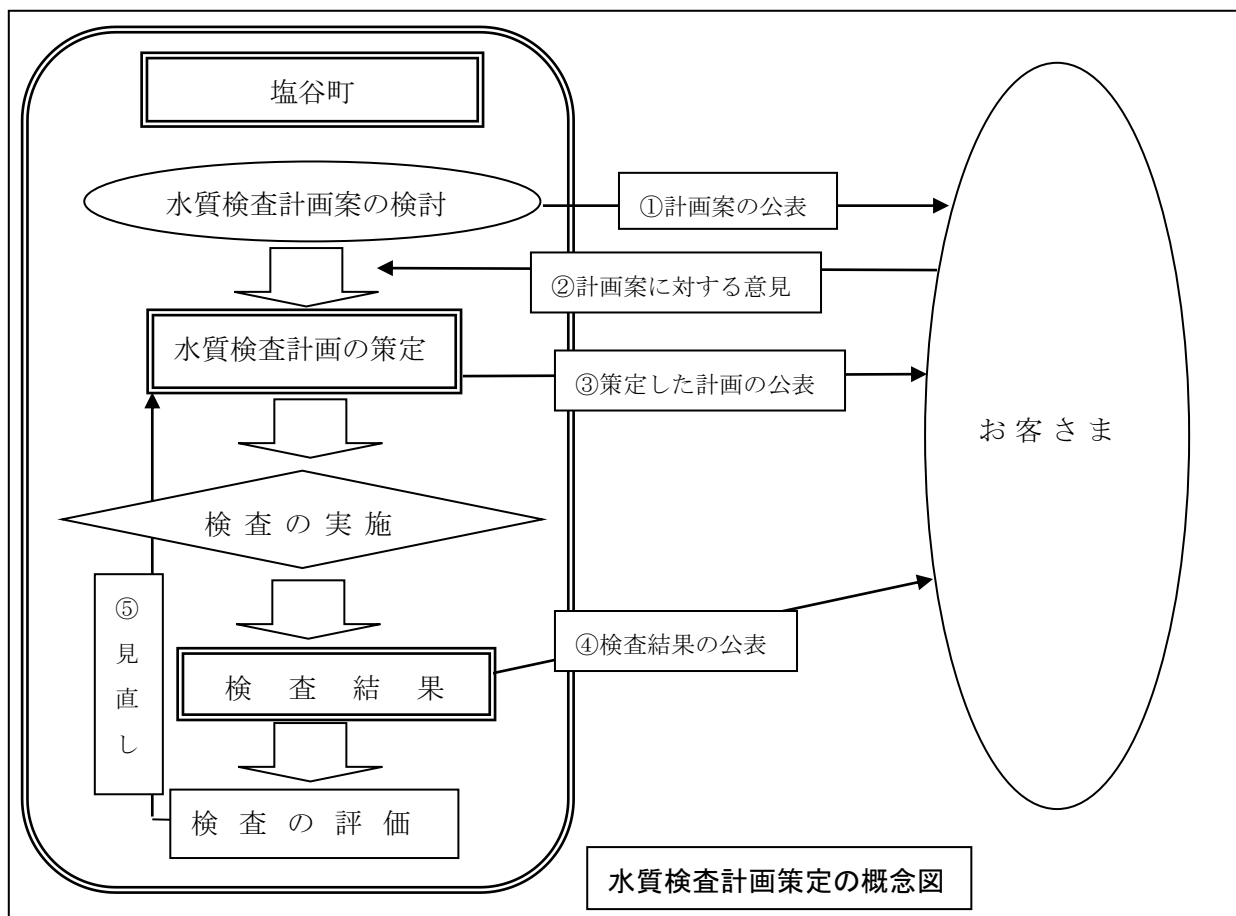 塩谷町
水質検査計画案の検討
①計画案の公表
②計画案に対する意見
水質検査計画の策定
③策定した計画の公表
お客さま
検査の実施
⑤見直し
④検査結果の公表
検査結果
検査の評価
水質検査計画策定の概念図